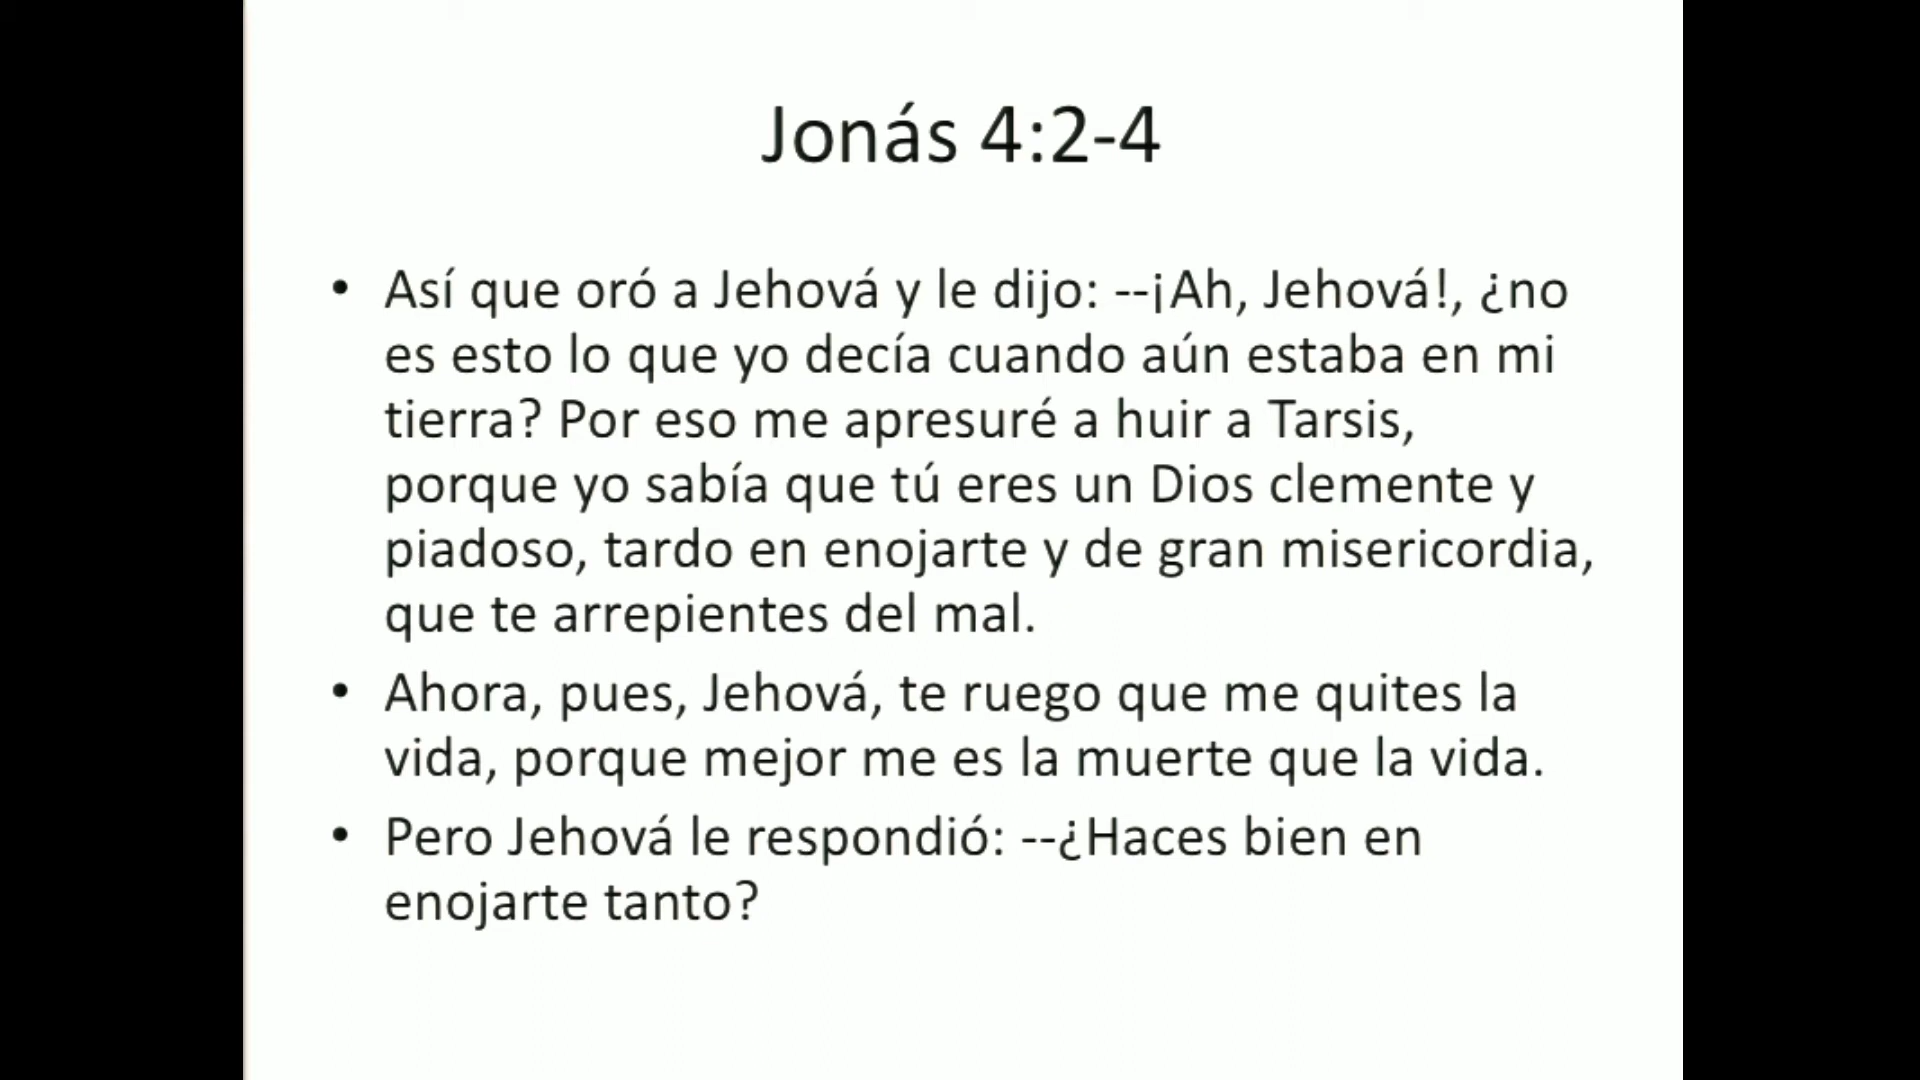 Jonás 4:2-4
• Así que oró a Jehová y le dijo: --¡Ah, Jehová!, ¿no
es esto lo que yo decía cuando aún estaba en mi
tierra? Por eso me apresuré a huir a Tarsis,
porque yo sabía que tú eres un Dios clemente y
piadoso, tardo en enojarte y de gran misericordia,
que te arrepientes del mal.
• Ahora, pues, Jehová, te ruego que me quites la
vida, porque mejor me es la muerte que la vida.
• Pero Jehová le respondió: --¿Haces bien en
enojarte tanto?